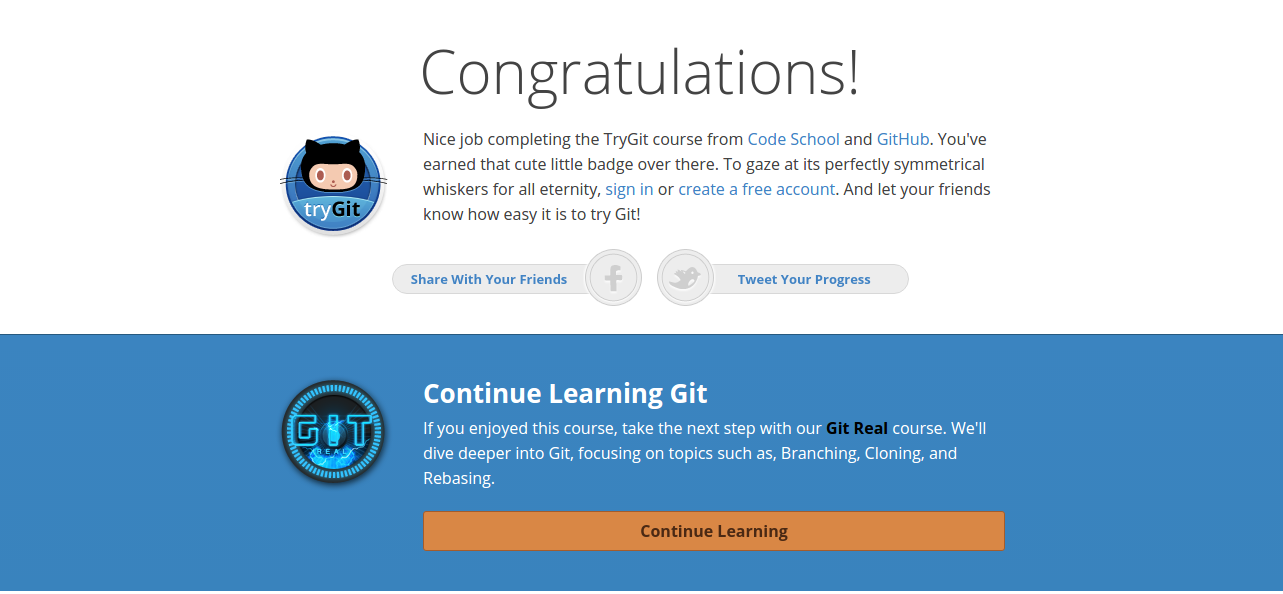 Congratulations!
Nice job completing the TryGit course from Code School and GitHub. You've
earned that cute little badge over there. To gaze at its perfectly symmetrical
whiskers for all eternity, sign in or create a free account. And let your friends
know how easy it is to try Git!
tryGit
Share With Your Friends
Tweet Your Progress
Continue Learning Git
If you enjoyed this course, take the next step with our Git Real course. We'll
dive deeper into Git, focusing on topics such as, Branching, Cloning, and
Rebasing.
GIT
REAL
Continue Learning